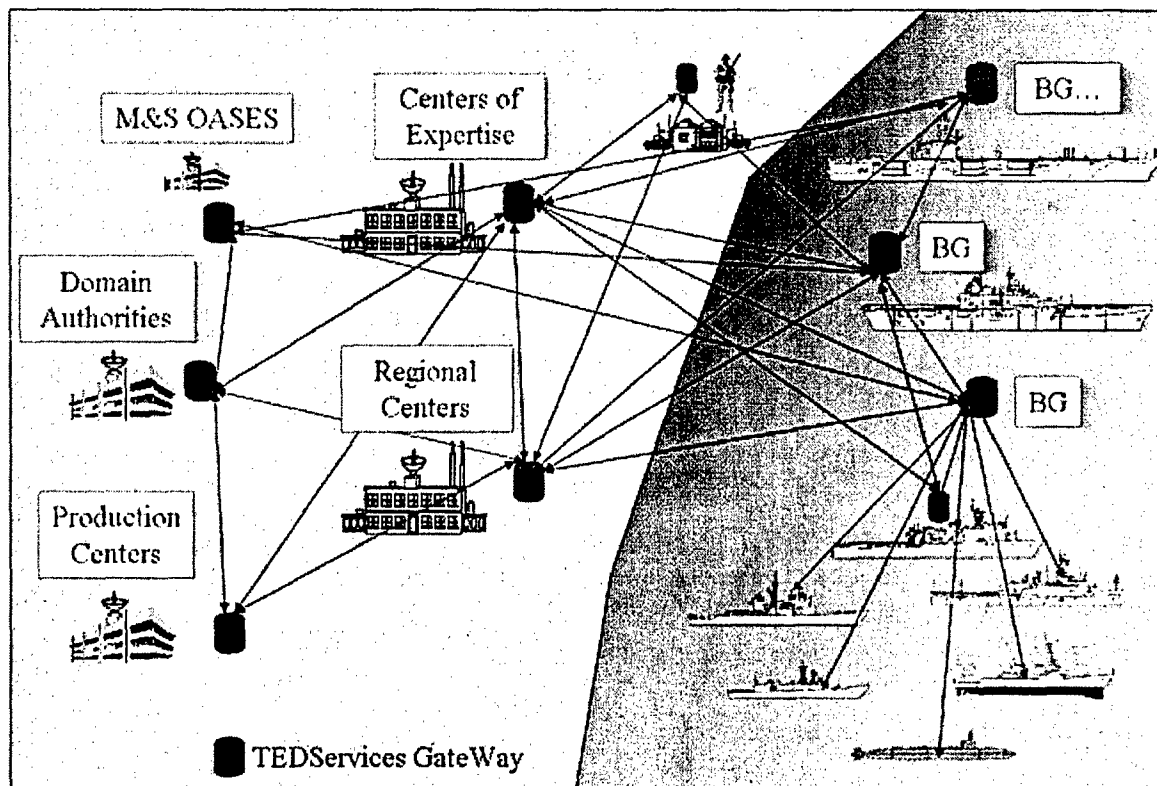 M&S OASES
Centers of
Expertise
BG...
Domain
Authorities
BG
Regional
Centers
BG
Production
Centers
TEDServices GateWay